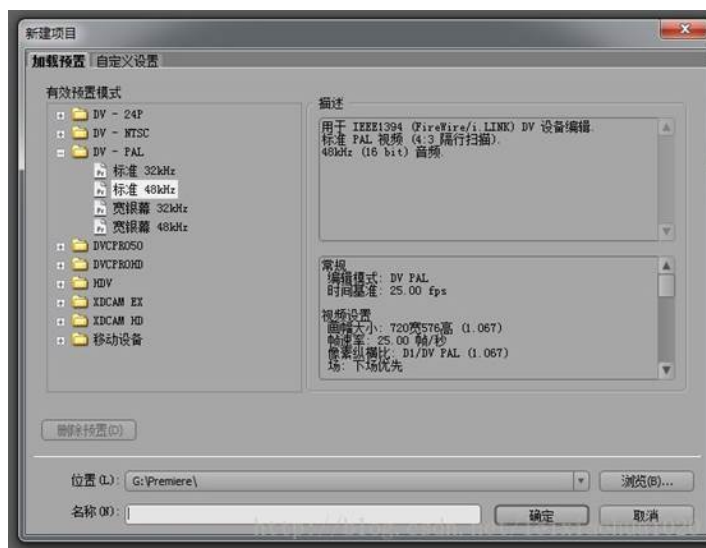 新建项目
加载预置 自定义设置
有效预置模式
DV - 24P
DV - NTSC
DV - PAL
标准 32kHz
标准 48kHz
宽银幕 32kHz
宽银幕 48kHz
DVCPRO50
DVCPROHD
HDV
XDCAM EX
XDCAM HD
移动设备
描述
用于 IEEE1394 (FireWire/i.LINK) DV 设备编辑.
标准 PAL 视频 (4:3 隔行扫描).
48kHz (16 bit) 音频.
常规
编辑模式: DV PAL
时间基准: 25.00 fps
视频设置
画幅大小: 720宽576高 (1.067)
帧速率: 25.00 帧/秒
像素纵横比: D1/DV PAL (1.067)
场: 下场优先
删除预置(D)
位置(L): G:\Premiere\ 浏览(B)...
名称(N): 确定 取消